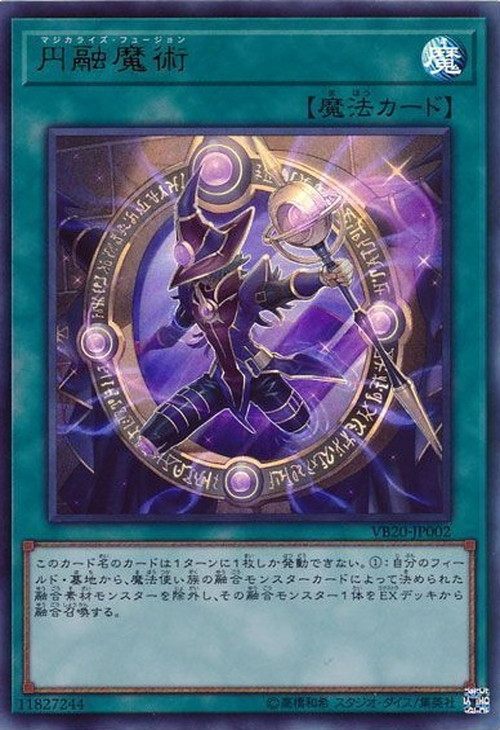 マジカライズ・フュージョン
円融魔術
魔
【魔法カード】
VB20-JP002
このカード名のカードは1ターンに1枚しか発動できない。①:自分のフィ
ールド・墓地から、魔法使い族の融合モンスターカードによって決められた
融合素材モンスターを除外し、その融合モンスター1体をEXデッキから
融合召喚する。
11827244
©高橋和希 スタジオ・ダイス/集英社